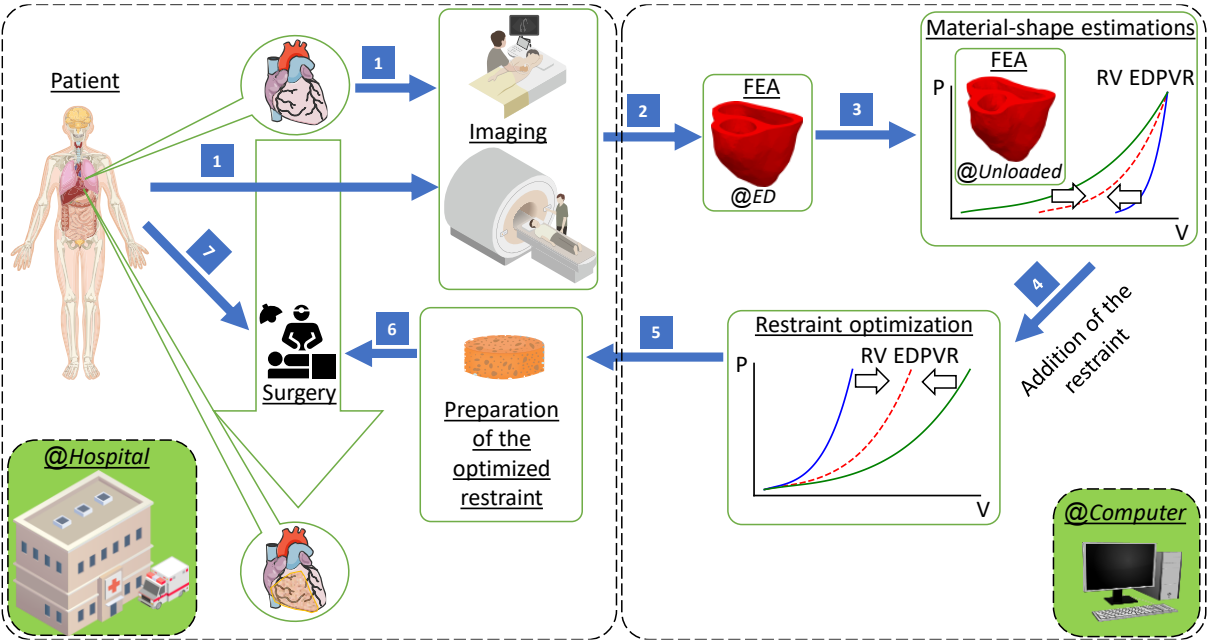 Patient
1
1
Imaging
7
Surgery
6
Preparation
of the
optimized
restraint
@Hospital
2
FEA
@ED
3
Material-shape estimations
FEA
@Unloaded
RV EDPVR
P
V
4
Addition of the
restraint
Restraint optimization
RV EDPVR
P
V
5
@Computer